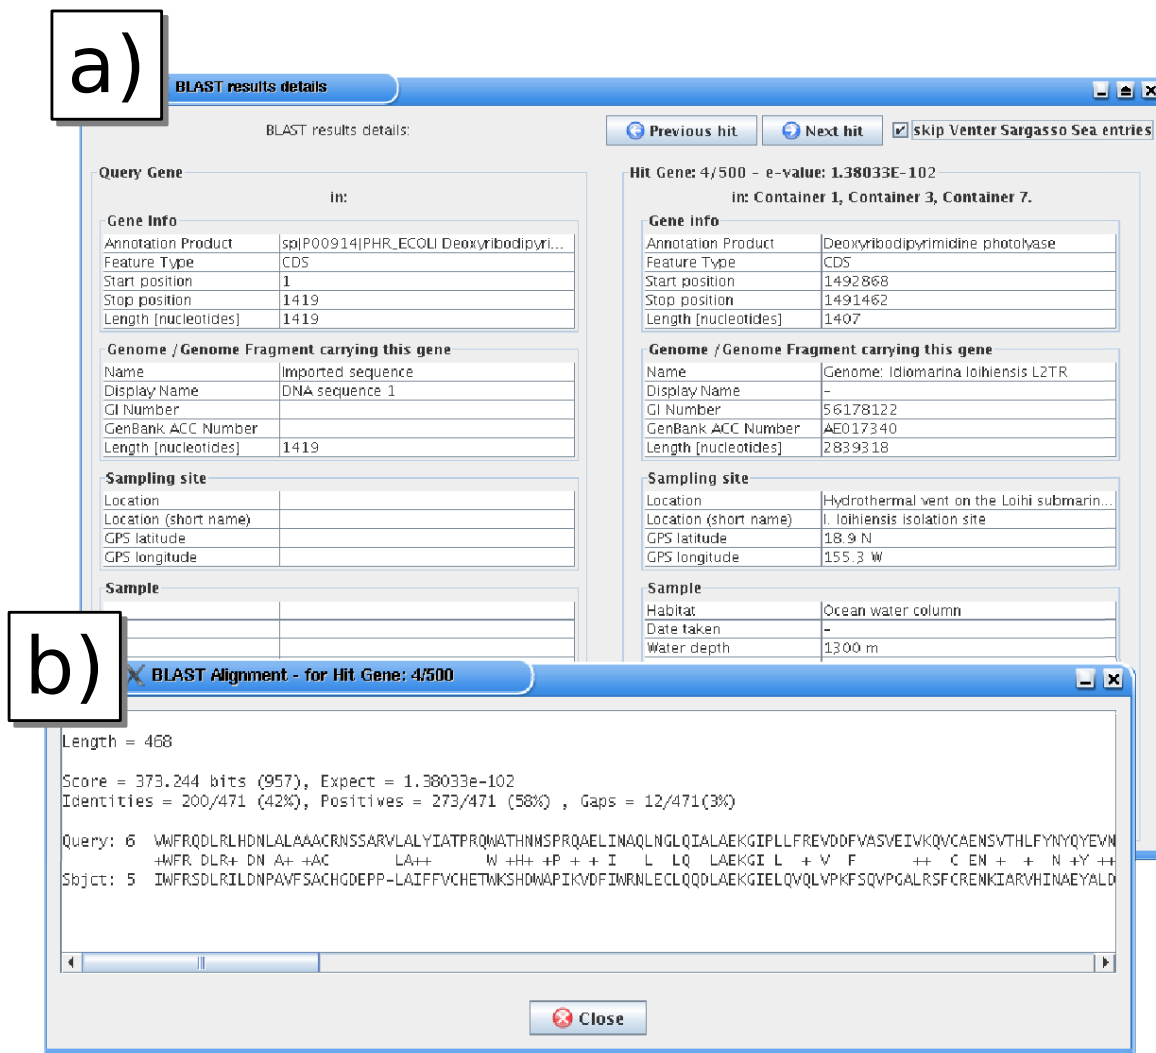 a)
BLAST results details
BLAST results details:
Previous hit
Next hit
skip Venter Sargasso Sea entries
Query Gene
in:
Gene Info
Annotation Product sp|P00914|PHR_ECOLI Deoxyribodipyri...
Feature Type CDS
Start position 1
Stop position 1419
Length [nucleotides] 1419
Genome / Genome Fragment carrying this gene
Name Imported sequence
Display Name DNA sequence 1
GI Number
GenBank ACC Number
Length [nucleotides] 1419
Sampling site
Location
Location (short name)
GPS latitude
GPS longitude
Sample
Hit Gene: 4/500 - e-value: 1.38033E-102
in: Container 1, Container 3, Container 7.
Gene info
Annotation Product Deoxyribodipyrimidine photolyase
Feature Type CDS
Start position 1492868
Stop position 1491462
Length [nucleotides] 1407
Genome / Genome Fragment carrying this gene
Name Genome: Idiomarina loihiensis L2TR
Display Name –
GI Number 56178122
GenBank ACC Number AE017340
Length [nucleotides] 2839318
Sampling site
Location Hydrothermal vent on the Loihi submarin...
Location (short name) I. loihiensis isolation site
GPS latitude 18.9 N
GPS longitude 155.3 W
Sample
Habitat Ocean water column
Date taken –
Water depth 1300 m
b)
BLAST Alignment - for Hit Gene: 4/500
Length = 468
Score = 373.244 bits (957), Expect = 1.38033e-102
Identities = 200/471 (42%), Positives = 273/471 (58%) , Gaps = 12/471(3%)
Query: 6 VWFRQDLRLHDNLALAAACRNSSARVLALYIATPRQWATHNMSPRQAELINAQLNGLQIALAEKGIPLLFREVDDFVASVEIVKQVCAENSVTHLFYNYQYEVN
+WFR DLR+ DN A+ +AC LA++ W +H+ +P + + I L LQ LAEKGI L + V F ++ C EN + + N +Y ++
Sbjct: 5 IWFRSDLRILDNPAVFSACHGDEPP-LAIFFVCHETWKSHDWAPIKVDFIWRNLECLQQDLAEKGIELQVQLVPKFSQVPGALRSFCRENKIARVHINAEYALD
Close